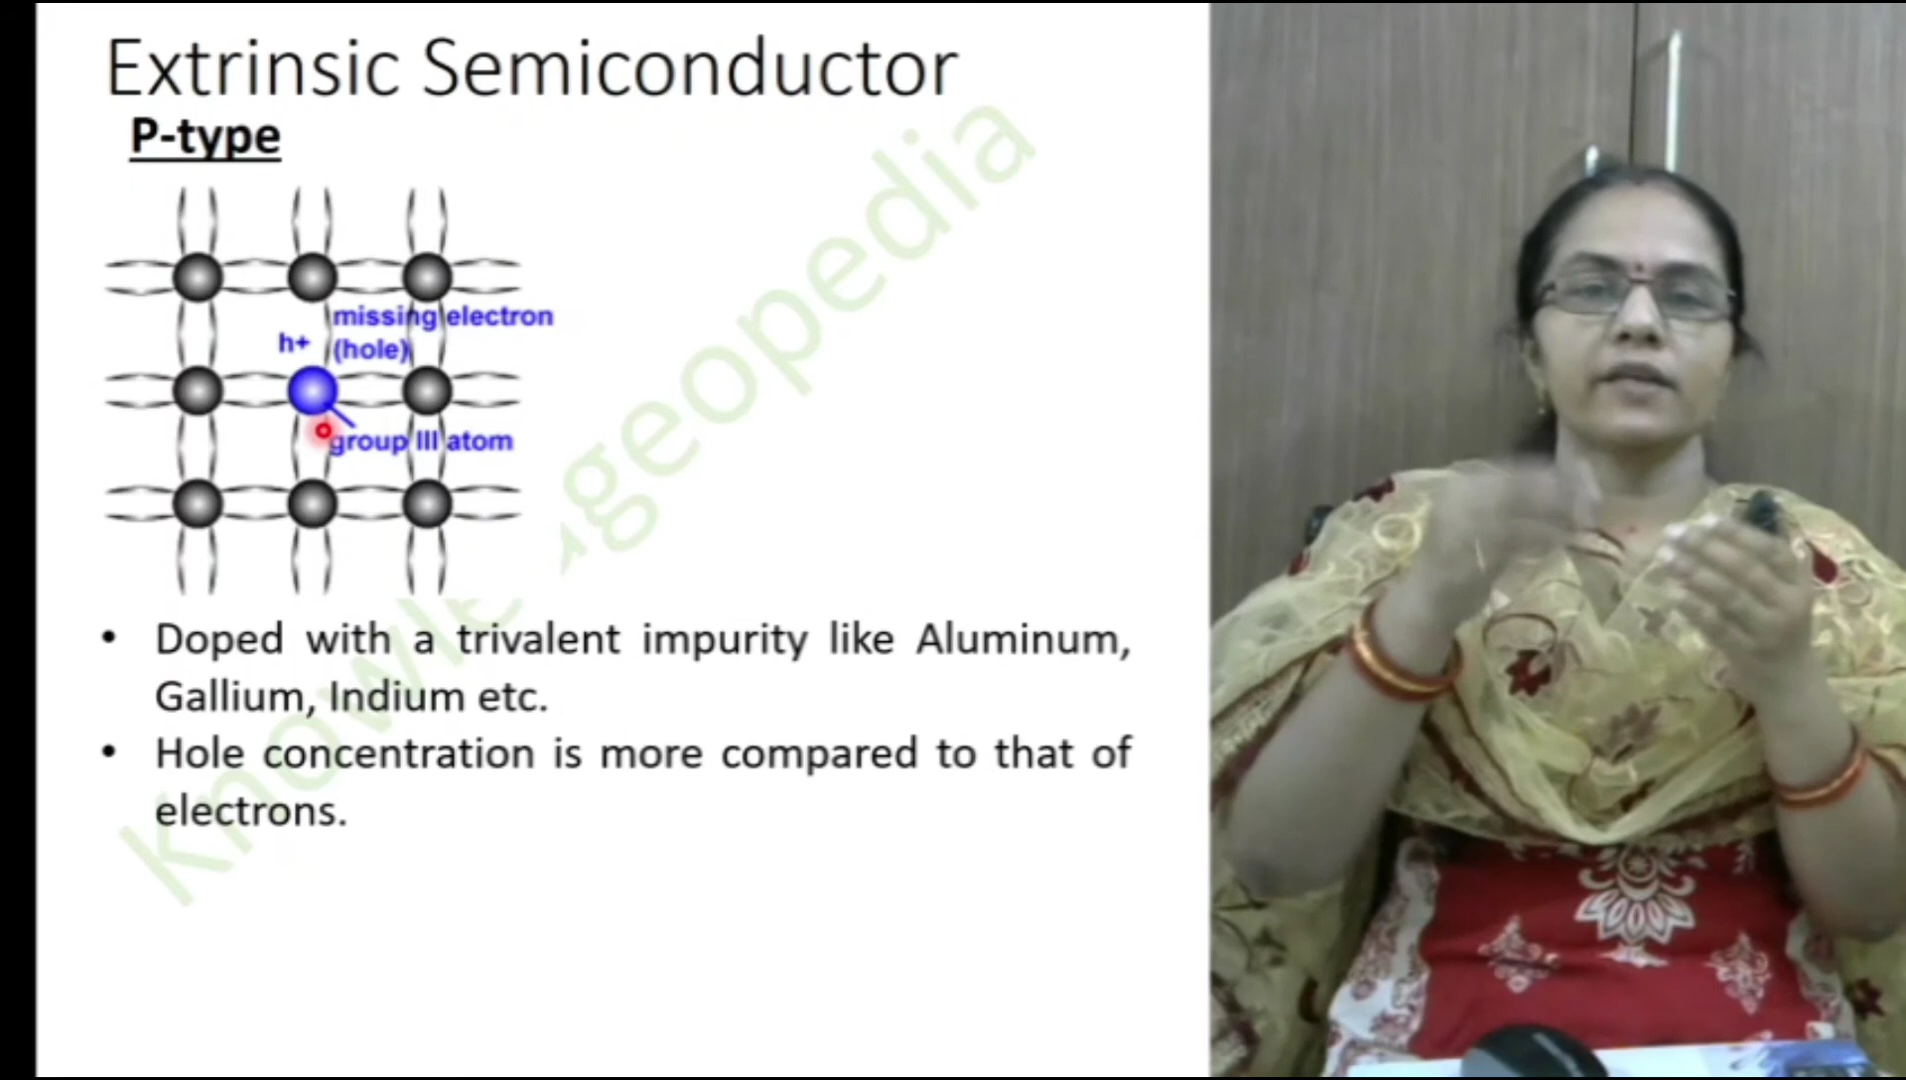 Extrinsic Semiconductor
P-type
missing electron
h+ (hole)
group III atom
• Doped with a trivalent impurity like Aluminum,
Gallium, Indium etc.
• Hole concentration is more compared to that of
electrons.